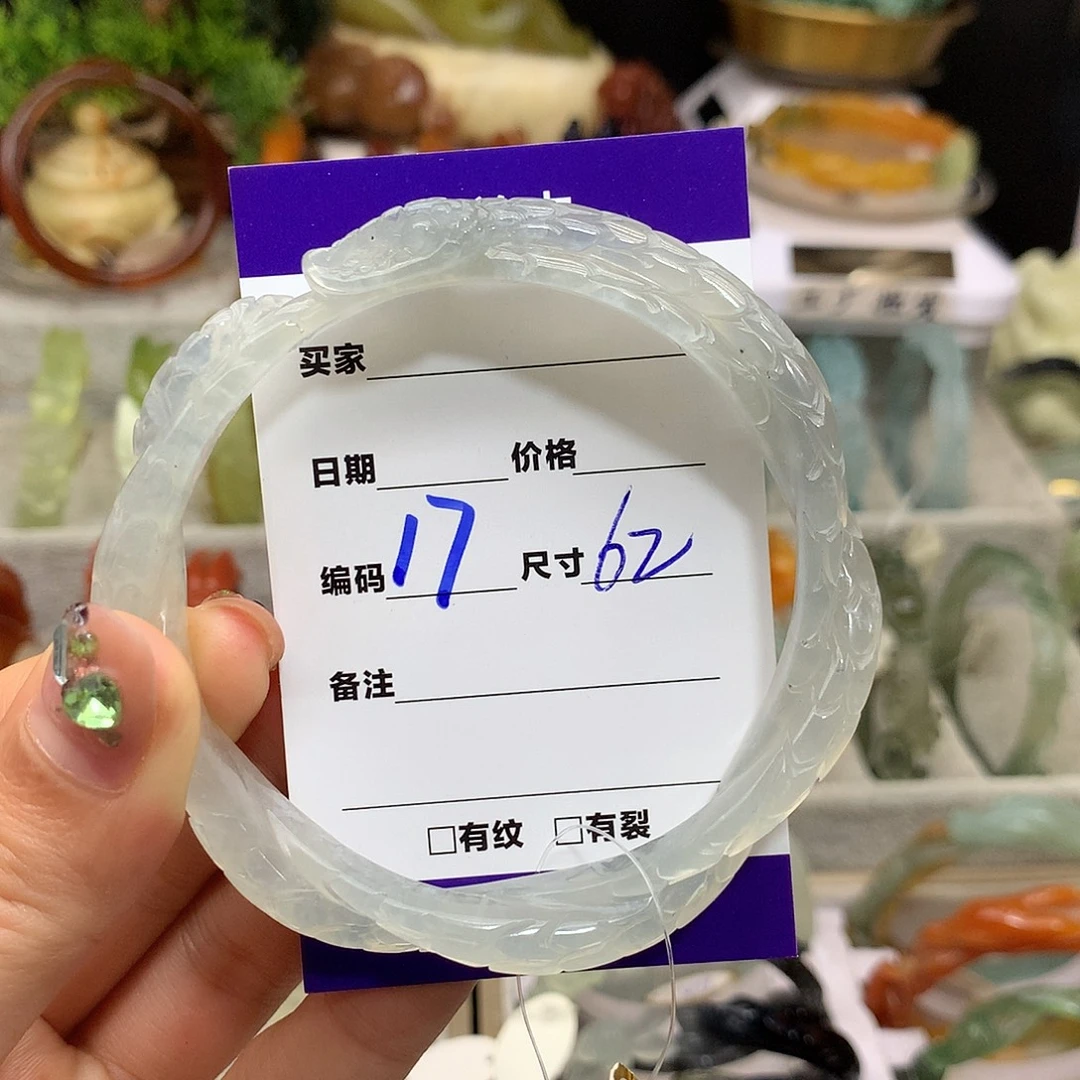 买家
日期 价格
编码 17 尺寸 62
备注
□有纹 □有裂